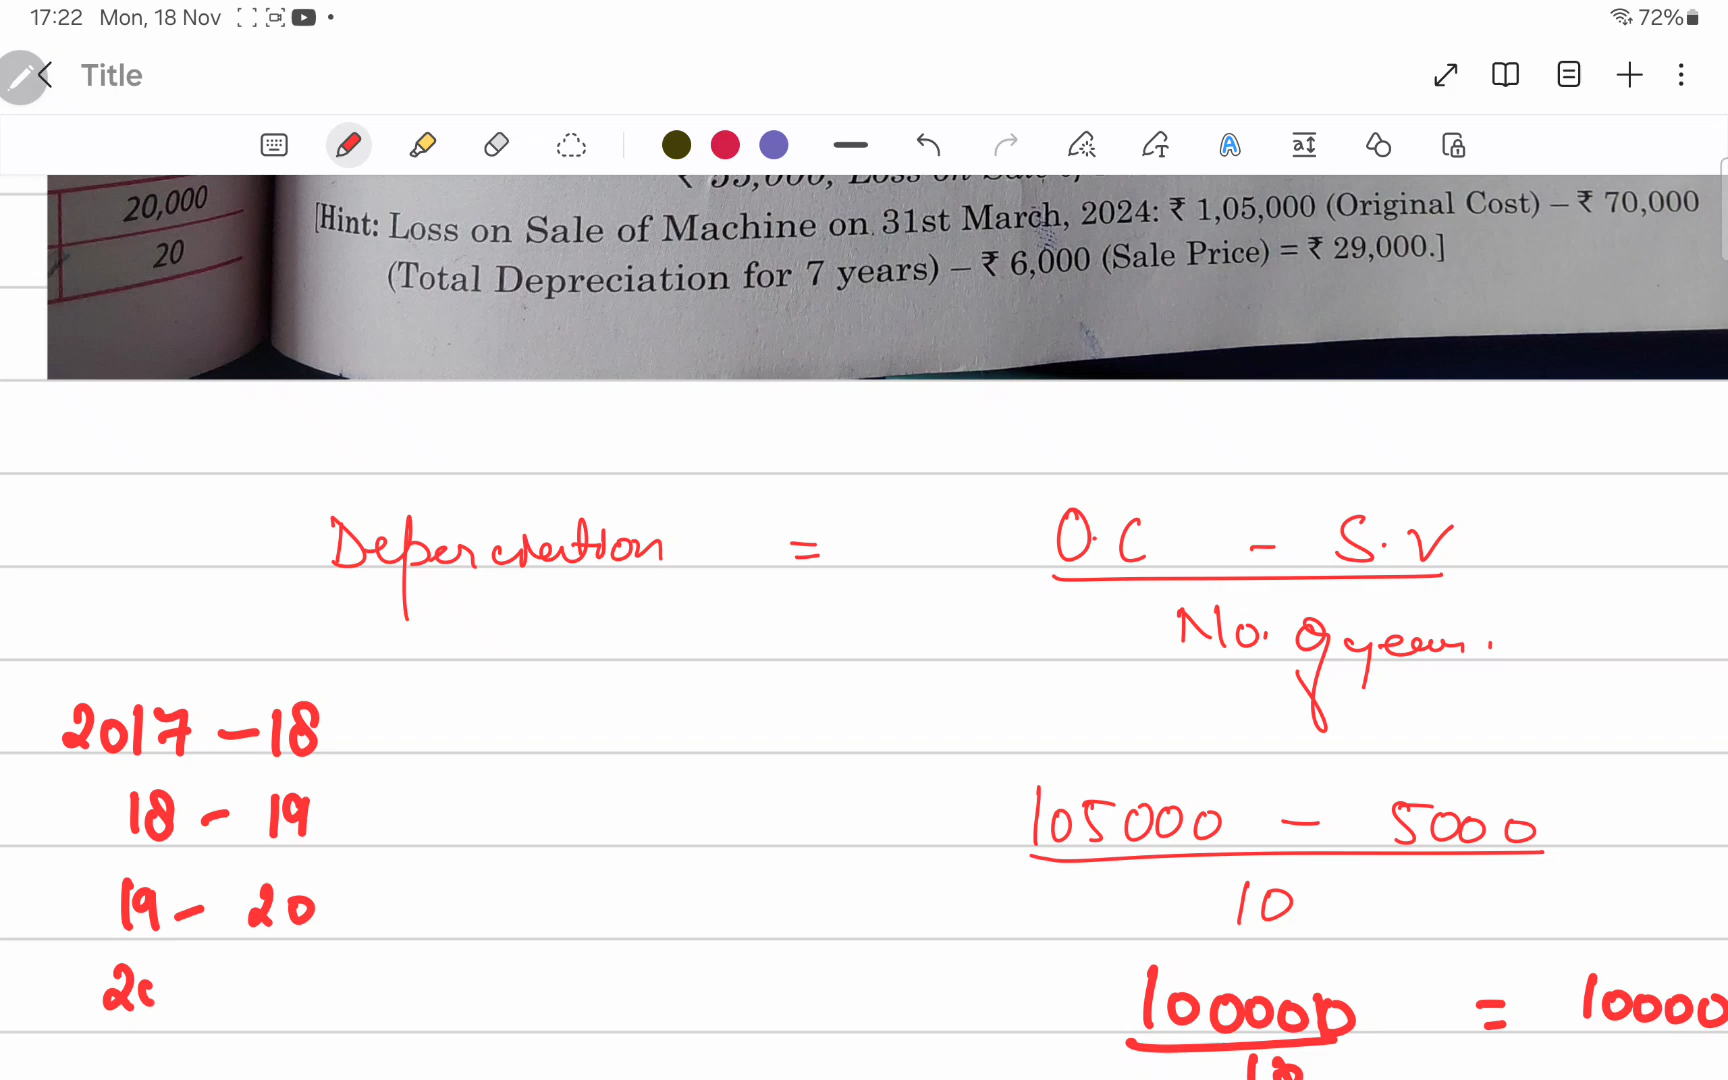 17:22 Mon, 18 Nov 72%
Title
20,000
20
[Hint: Loss on Sale of Machine on 31st March, 2024: ₹ 1,05,000 (Original Cost) – ₹ 70,000
(Total Depreciation for 7 years) – ₹ 6,000 (Sale Price) = ₹ 29,000.]
= O.C - S.V
No. of year.
2017 - 18
18 - 19
105000 - 5000
19 - 20
10
100000 = 10000
10